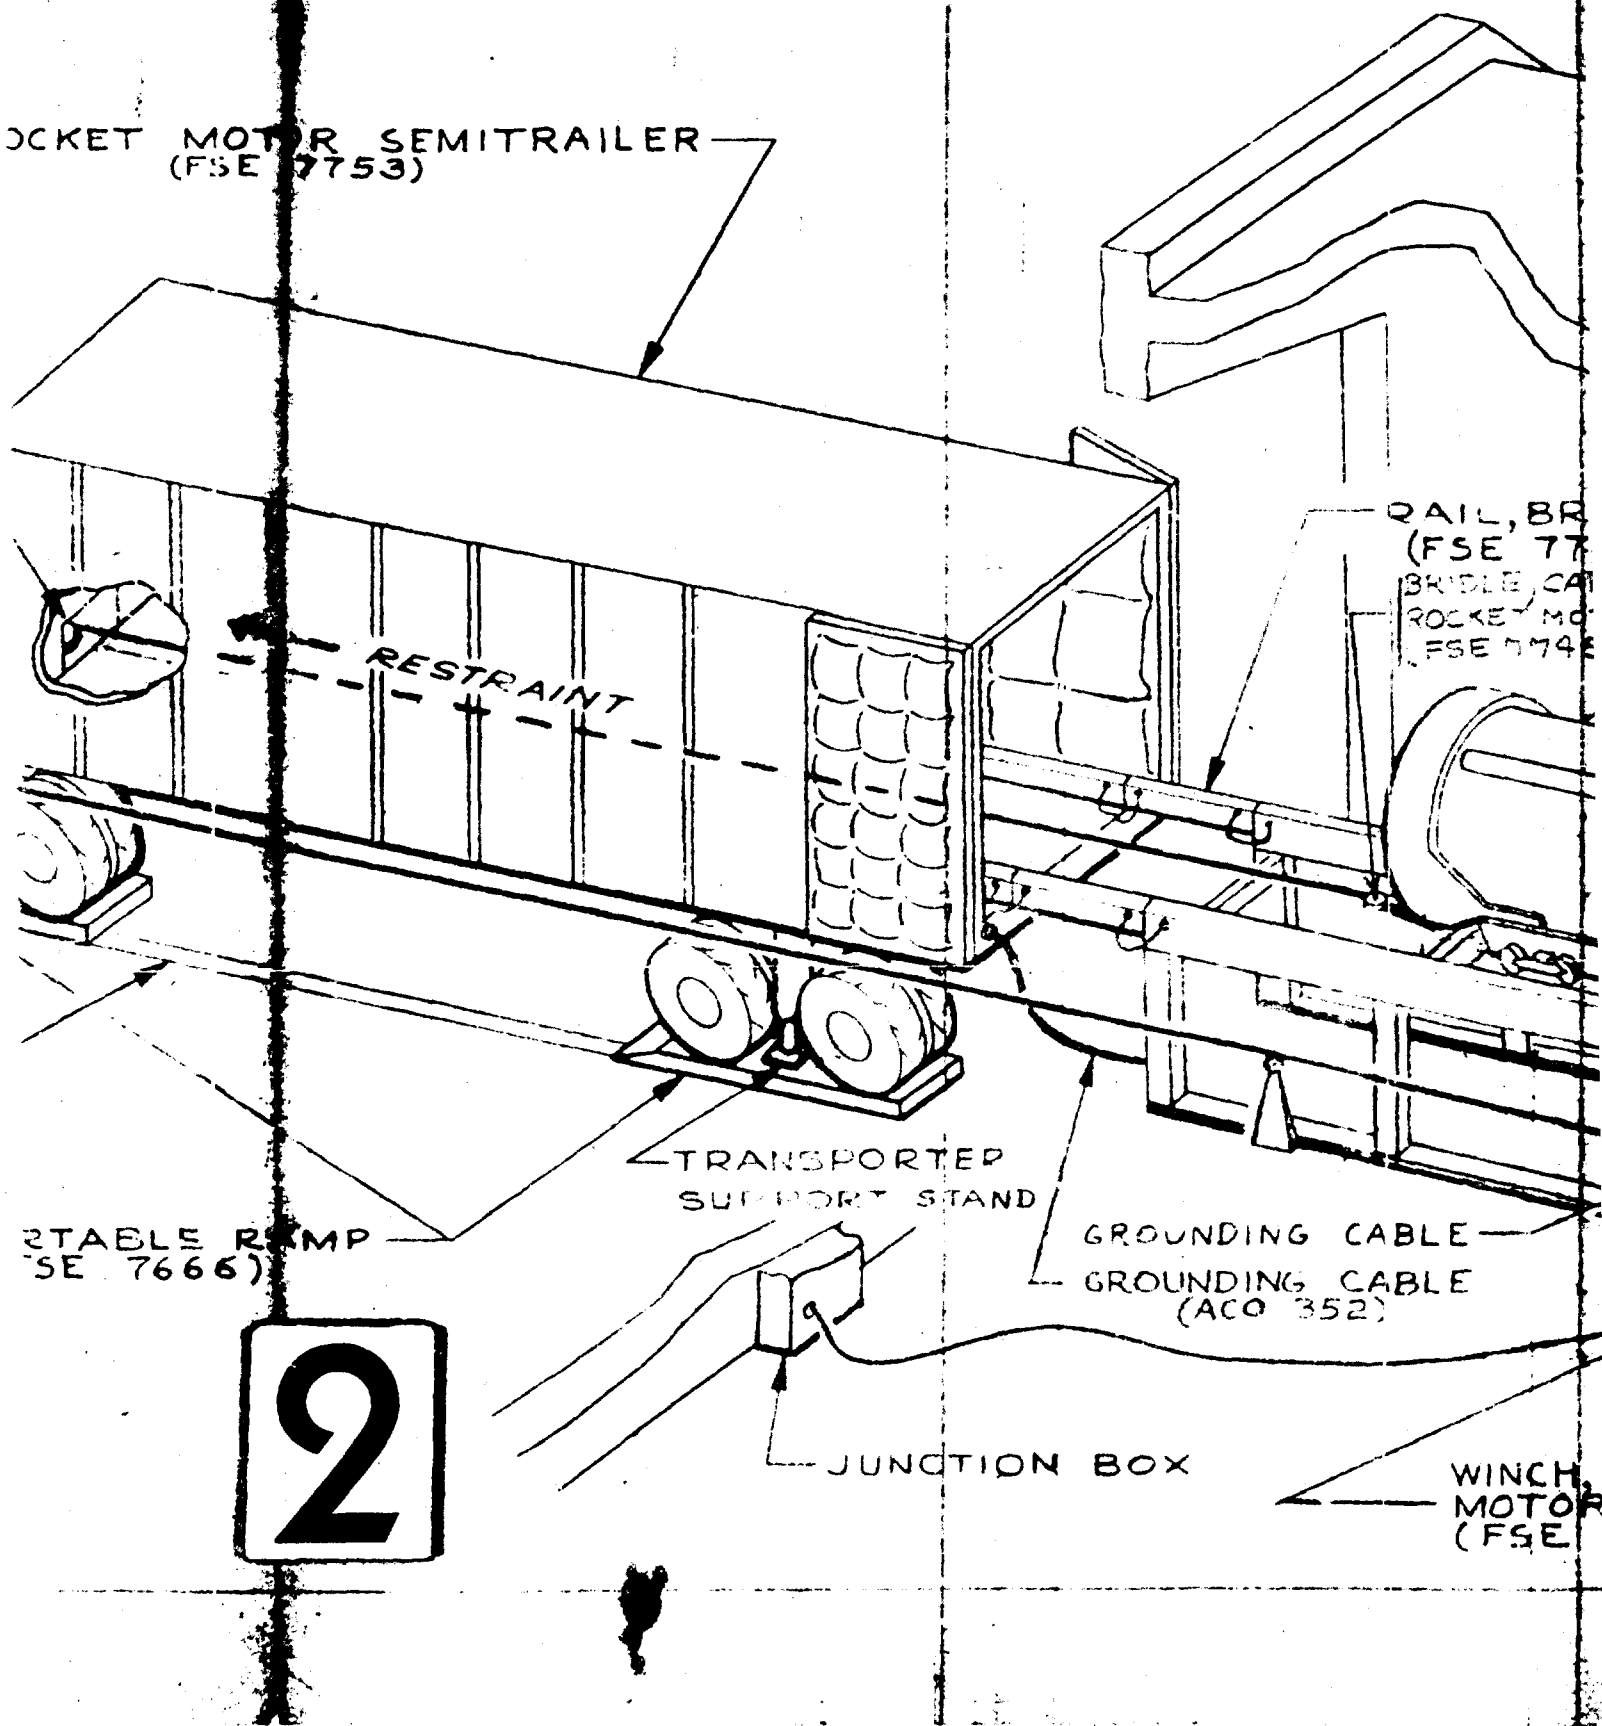 OCKET MOTOR SEMITRAILER
(FSE 7753)
RAIL, BR
(FSE 77
BRIDLE, CA
ROCKET MO
FSE 774
RESTRAINT
TRANSPORTER
SUPPORT STAND
RTABLE RAMP
SE 7666)
GROUNDING CABLE
GROUNDING CABLE
(ACO 352)
2
JUNCTION BOX
WINCH,
MOTOR
(FSE